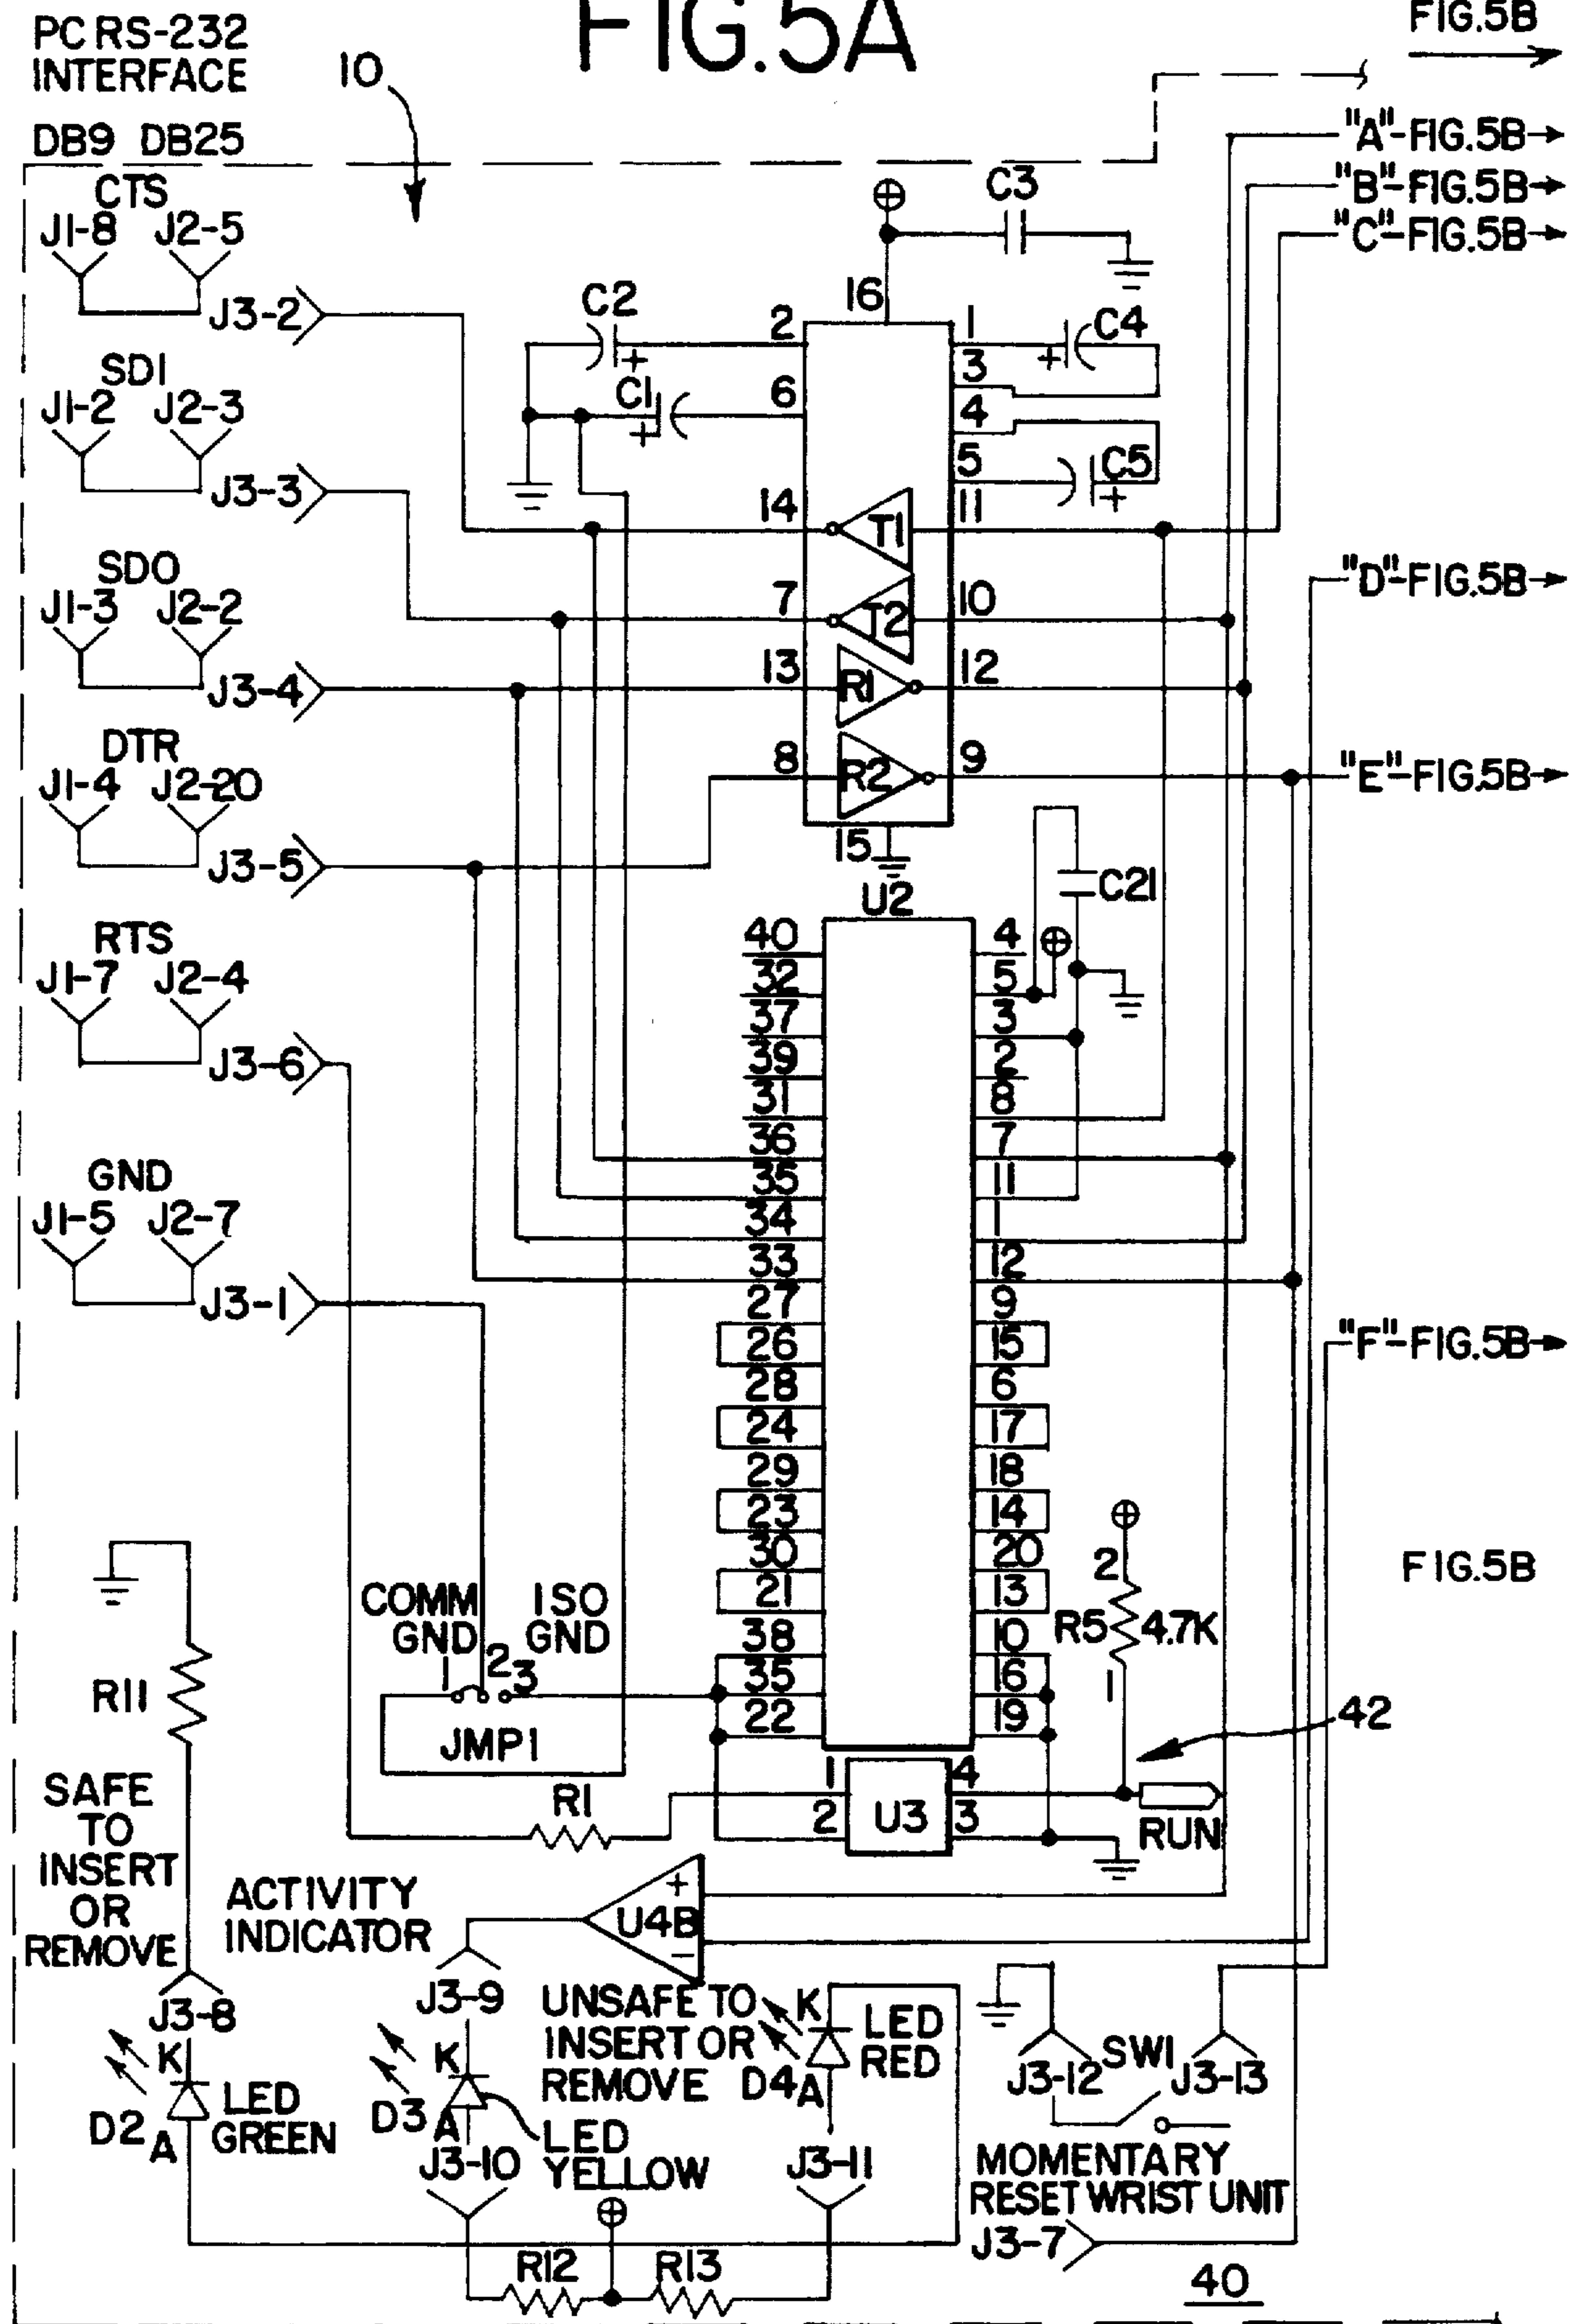 FIG.5A
FIG.5B
PC RS-232
INTERFACE
10
DB9 DB25
"A"-FIG.5B
"B"-FIG.5B
"C"-FIG.5B
CTS
J1-8 J2-5
J3-2
C3
16
C2
2
1
C4
3
SD1
J1-2 J2-3
J3-3
C1
6
4
5
C5
14
T1
11
SDO
J1-3 J2-2
J3-4
7
T2
10
"D"-FIG.5B
13
R1
12
DTR
J1-4 J2-20
J3-5
8
R2
9
"E"-FIG.5B
15
C21
U2
RTS
J1-7 J2-4
J3-6
40 4
32 5
37 3
39 2
31 8
36 7
35 11
34 1
33 12
27 9
26 15
28 6
24 17
29 18
23 14
30 20
21 13
38 10
35 16
22 19
GND
J1-5 J2-7
J3-1
"F"-FIG.5B
FIG.5B
2
R5 4.7K
1
42
COMM
GND
ISO
GND
1 2 3
JMP1
R11
R1
1 4
U3
2 3
RUN
SAFE
TO
INSERT
OR
REMOVE
ACTIVITY
INDICATOR
+
U4B
−
J3-8
K
D2
A
LED
GREEN
J3-9
K
D3
A
LED
YELLOW
J3-10
UNSAFE TO
INSERT OR
REMOVE
K
D4
A
LED
RED
J3-11
J3-12 SW1 J3-13
MOMENTARY
RESET WRIST UNIT
J3-7
R12 R13
40